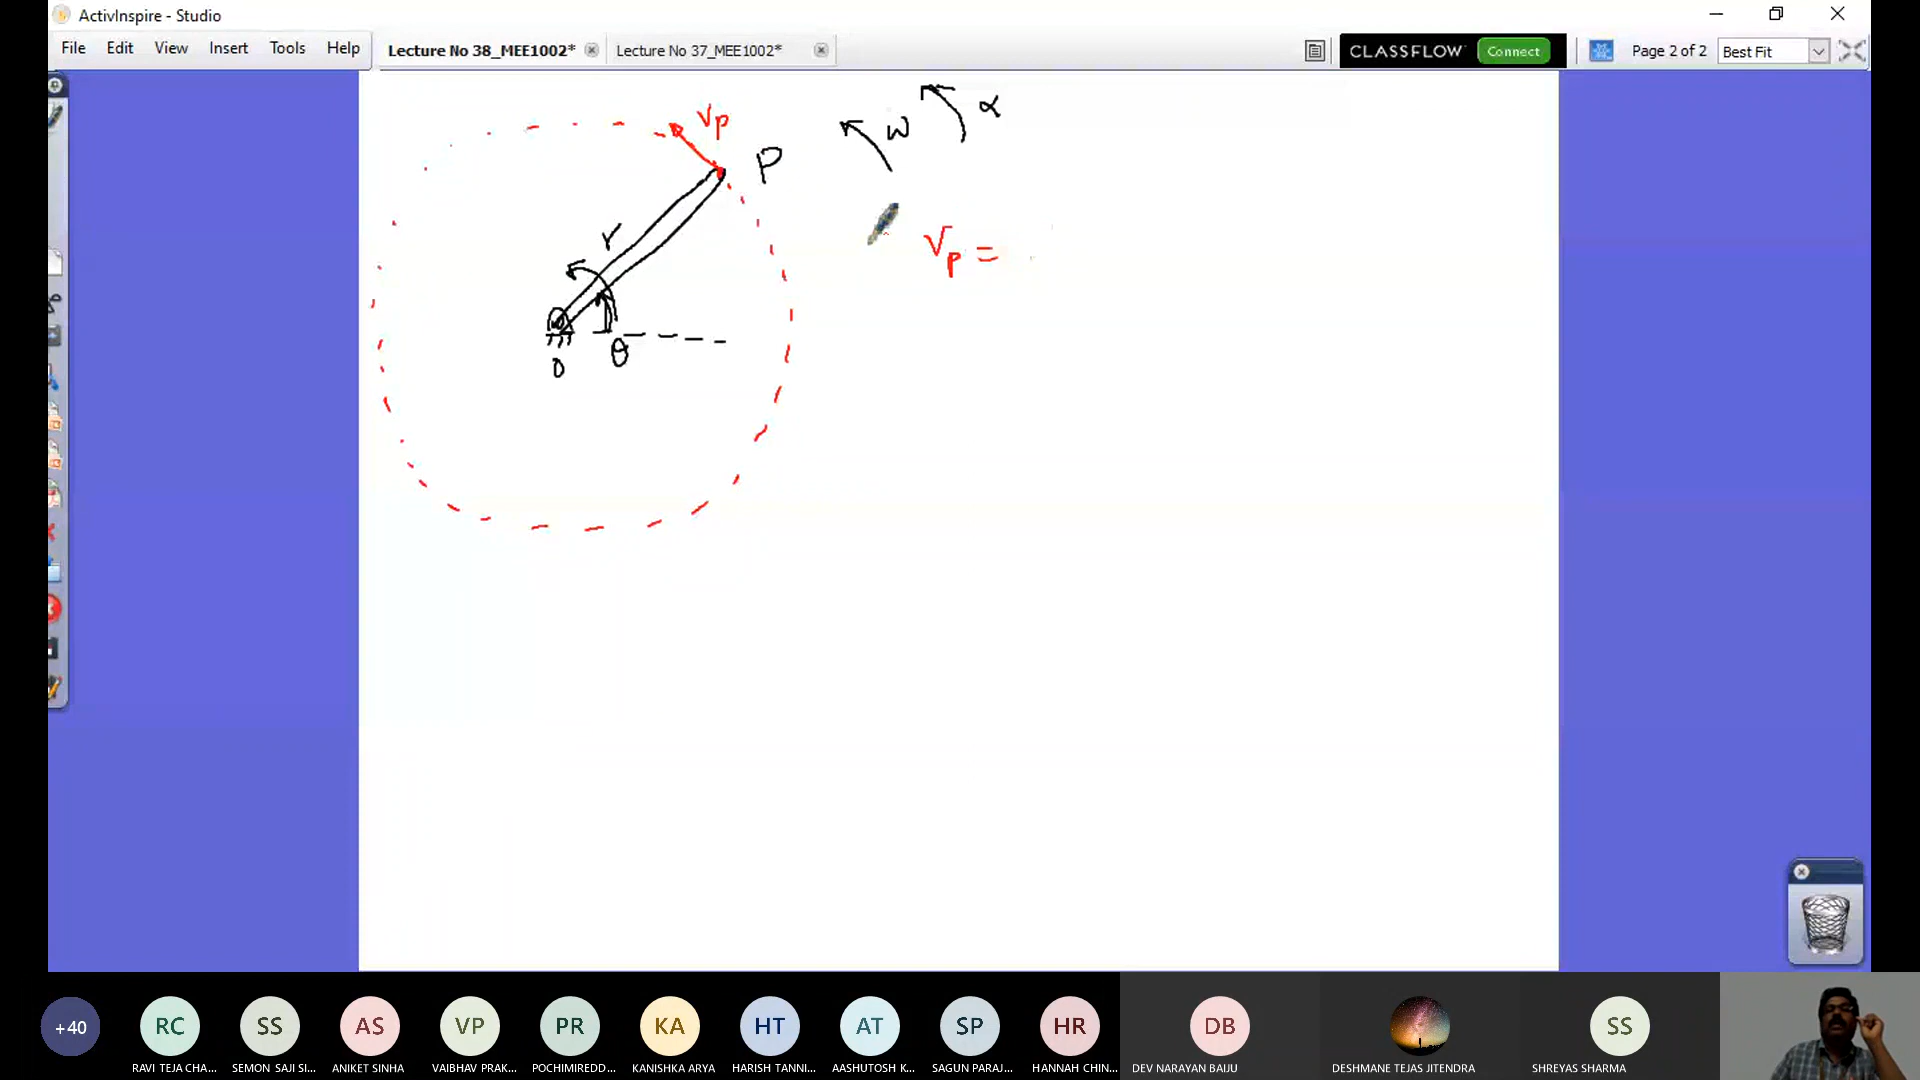 ActivInspire - Studio
File Edit View Insert Tools Help
Lecture No 38_MEE1002* Lecture No 37_MEE1002*
CLASSFLOW Connect
Page 2 of 2 Best Fit
Vp
P
ω
α
r
Vp =
θ
O
+40 RC SS AS VP PR KA HT AT SP HR DB SS
RAVI TEJA CHA... SEMON SAJI SI... ANIKET SINHA VAIBHAV PRAK... POCHIMIREDD... KANISHKA ARYA HARISH TANNI... AASHUTOSH K... SAGUN PARAJ... HANNAH CHIN... DEV NARAYAN BAIJU DESHMANE TEJAS JITENDRA SHREYAS SHARMA